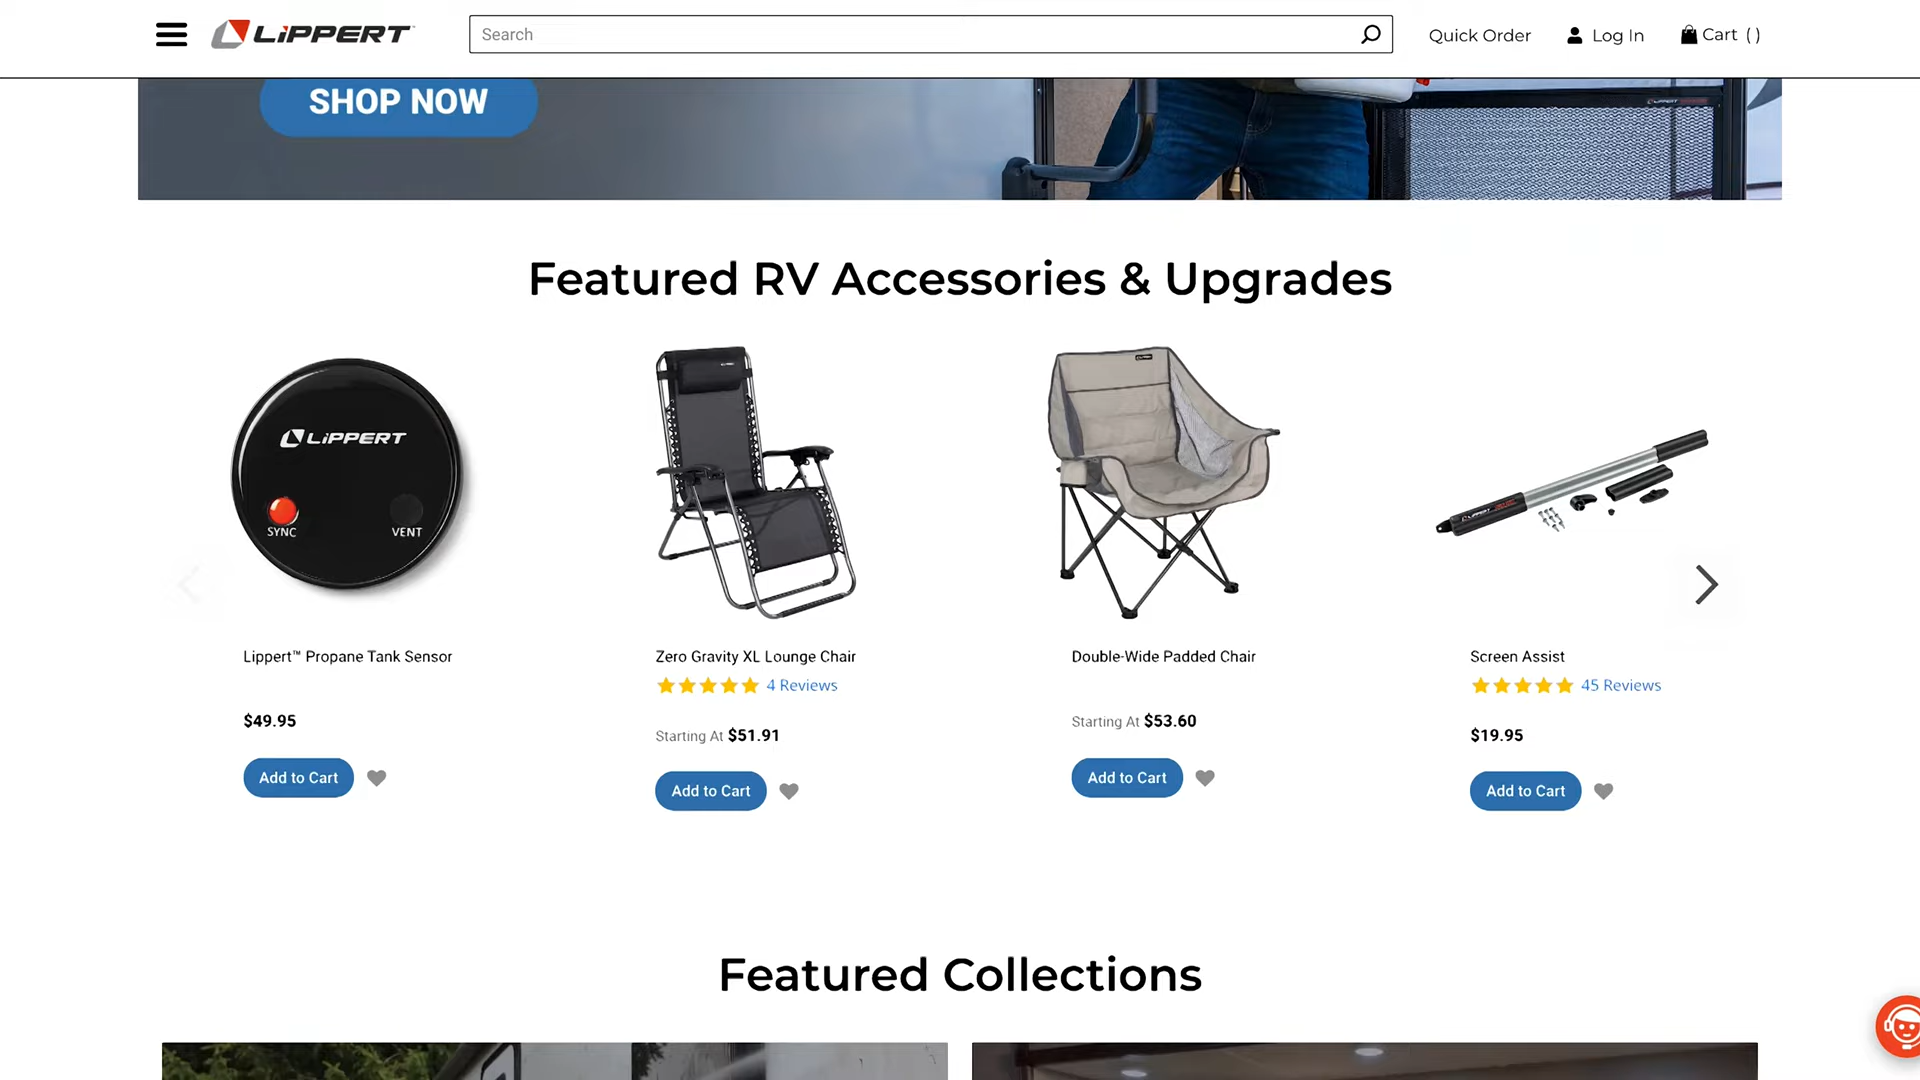 LiPPERT
Search
Quick Order
Log In
Cart ( )
SHOP NOW
Featured RV Accessories & Upgrades
LiPPERT
SYNC
VENT
Lippert™ Propane Tank Sensor
$49.95
Add to Cart
Zero Gravity XL Lounge Chair
4 Reviews
Starting At $51.91
Add to Cart
Double-Wide Padded Chair
Starting At $53.60
Add to Cart
Screen Assist
45 Reviews
$19.95
Add to Cart
Featured Collections